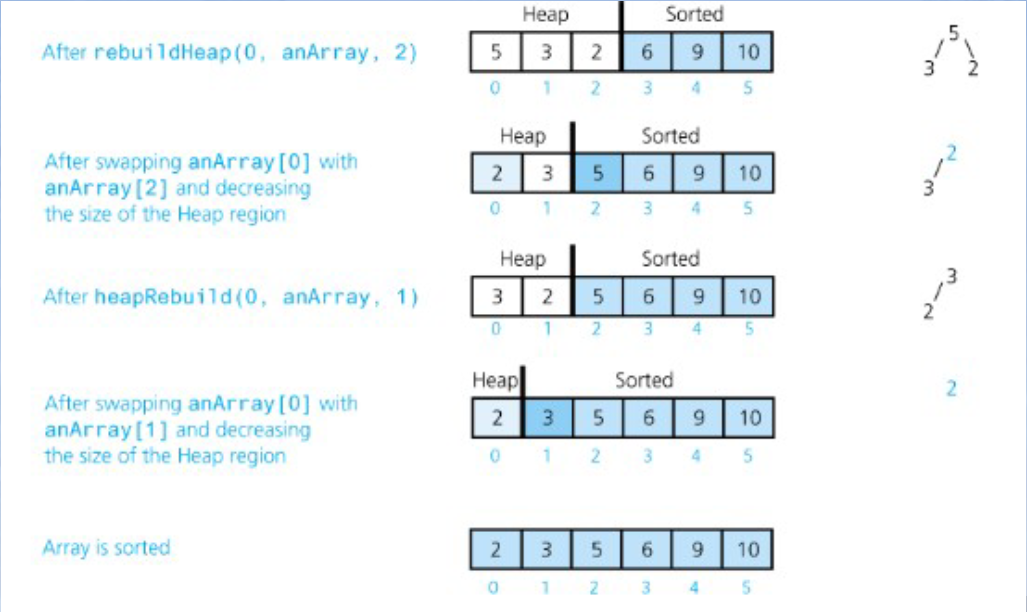 Heap Sorted
After rebuildHeap(0, anArray, 2) 5 3 2 6 9 10
0 1 2 3 4 5
5
3 2
Heap Sorted
After swapping anArray[0] with
anArray[2] and decreasing
the size of the Heap region
2 3 5 6 9 10
0 1 2 3 4 5
2
3
Heap Sorted
After heapRebuild(0, anArray, 1) 3 2 5 6 9 10
0 1 2 3 4 5
3
2
Heap Sorted
After swapping anArray[0] with
anArray[1] and decreasing
the size of the Heap region
2 3 5 6 9 10
0 1 2 3 4 5
2
Array is sorted 2 3 5 6 9 10
0 1 2 3 4 5